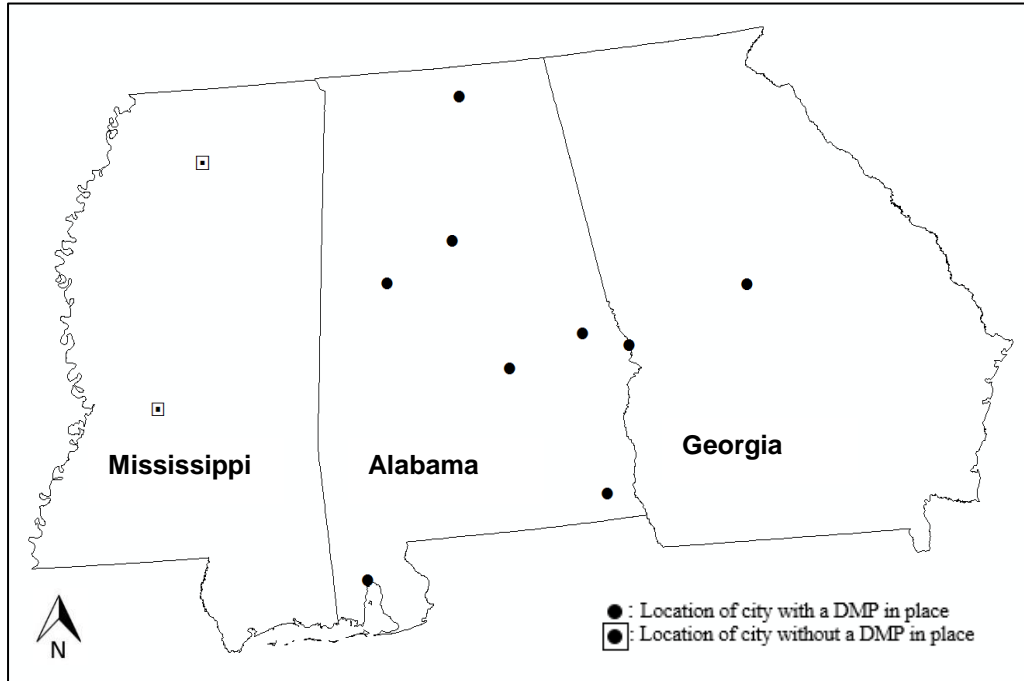 Mississippi
Alabama
Georgia
N
: Location of city with a DMP in place
: Location of city without a DMP in place